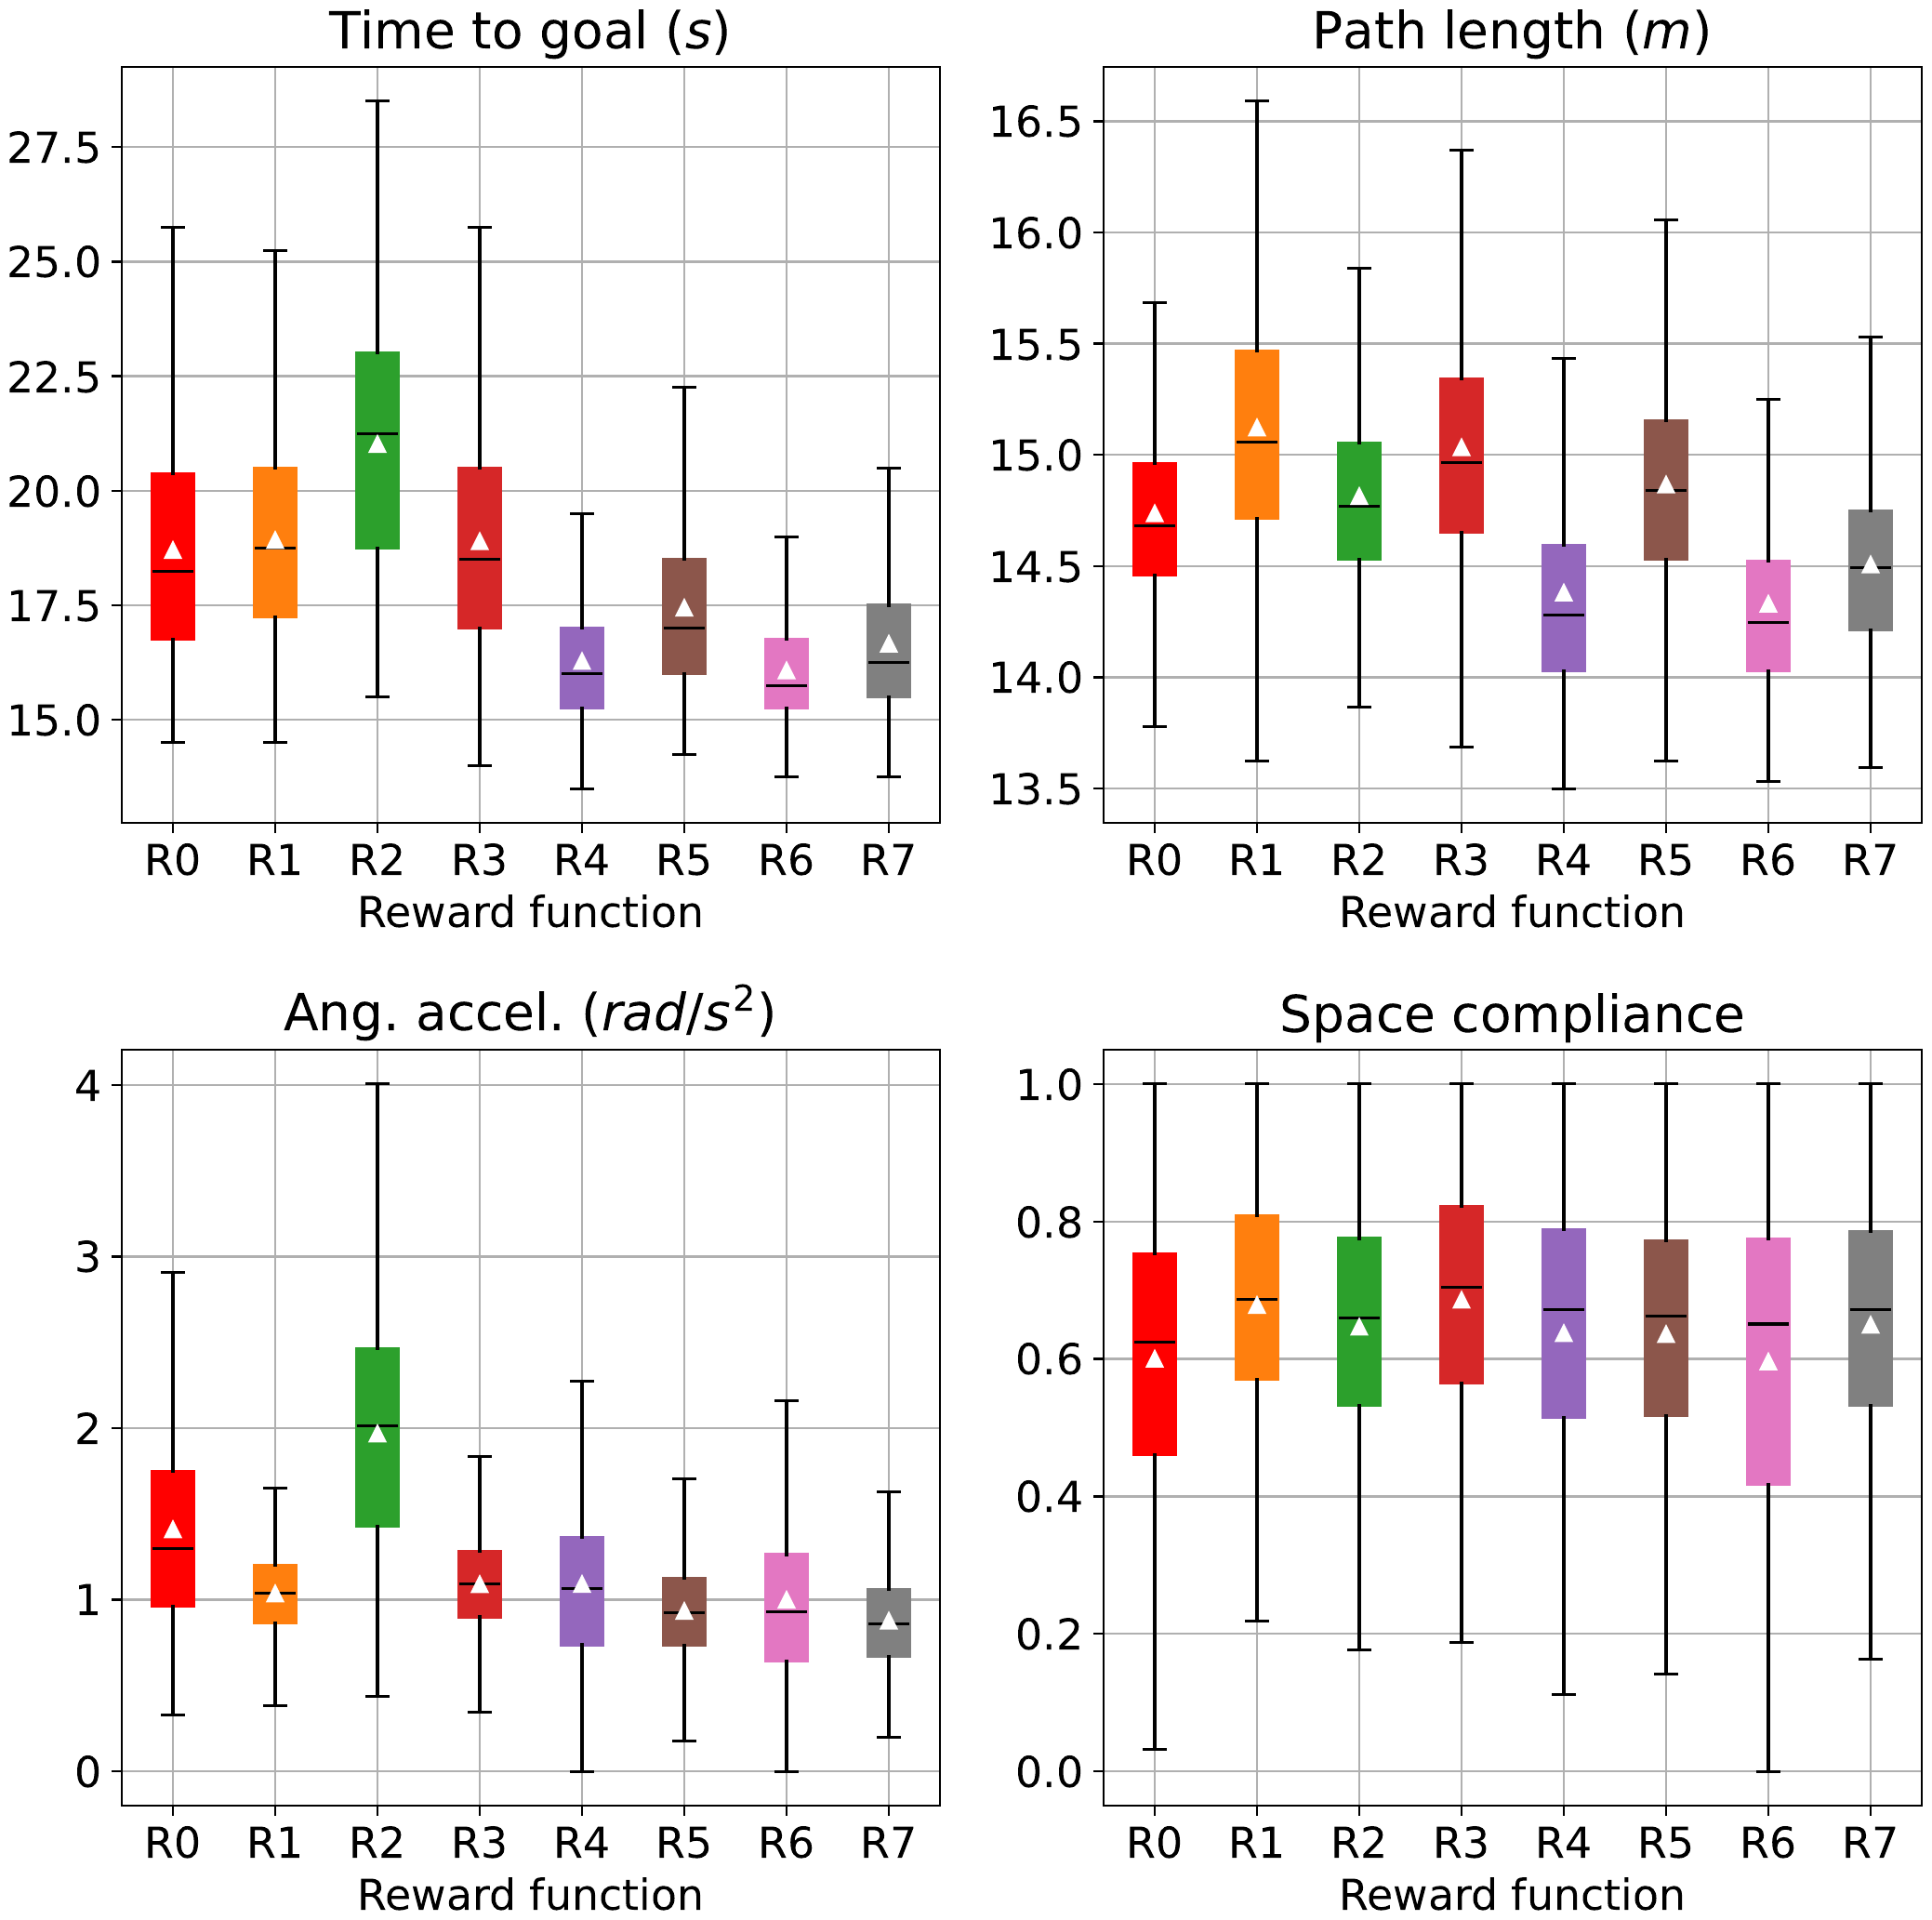 Time to goal (s)
27.5
25.0
22.5
20.0
17.5
15.0
R0 R1 R2 R3 R4 R5 R6 R7
Reward function
Path length (m)
16.5
16.0
15.5
15.0
14.5
14.0
13.5
R0 R1 R2 R3 R4 R5 R6 R7
Reward function
Ang. accel. (rad/s²)
4
3
2
1
0
R0 R1 R2 R3 R4 R5 R6 R7
Reward function
Space compliance
1.0
0.8
0.6
0.4
0.2
0.0
R0 R1 R2 R3 R4 R5 R6 R7
Reward function